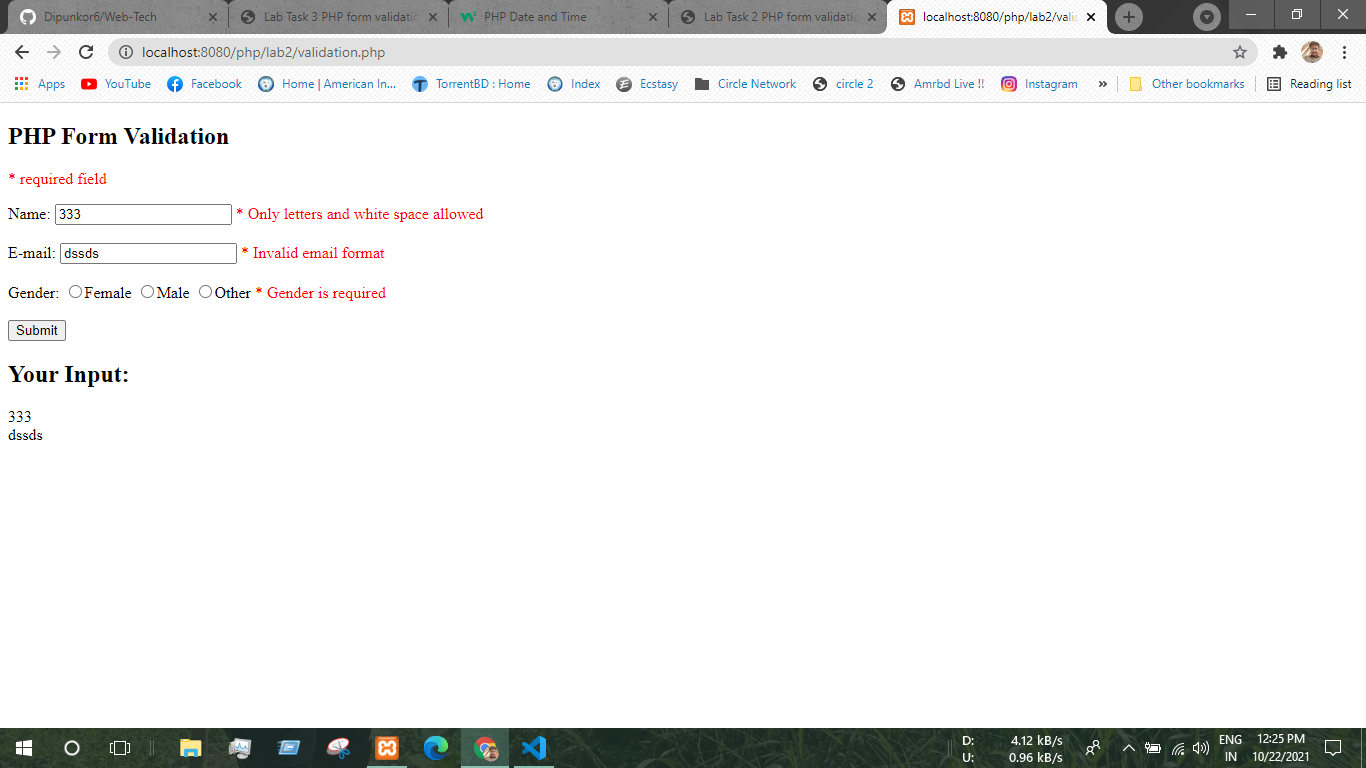 Dipunkor6/Web-Tech
Lab Task 3 PHP form validatio
PHP Date and Time
Lab Task 2 PHP form validation
localhost:8080/php/lab2/valid
localhost:8080/php/lab2/validation.php
Apps YouTube Facebook Home | American In... TorrentBD : Home Index Ecstasy Circle Network circle 2 Amrbd Live !! Instagram » Other bookmarks Reading list
PHP Form Validation
* required field
Name: 333 * Only letters and white space allowed
E-mail: dssds * Invalid email format
Gender: Female Male Other * Gender is required
Submit
Your Input:
333
dssds
D: 4.12 kB/s
U: 0.96 kB/s
ENG
IN
12:25 PM
10/22/2021